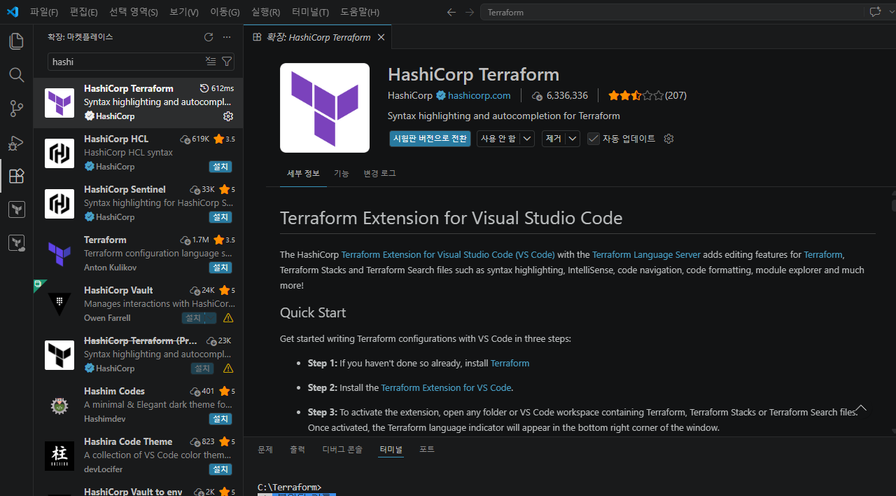 파일(F) 편집(E) 선택 영역(S) 보기(V) 이동(G) 실행(R) 터미널(T) 도움말(H)
Terraform
확장: 마켓플레이스
hashi
HashiCorp Terraform 612ms
Syntax highlighting and autocompl...
HashiCorp
HashiCorp HCL 619K 3.5
HashiCorp HCL syntax
HashiCorp 설치
HashiCorp Sentinel 33K 5
Syntax highlighting for HashiCorp S...
HashiCorp 설치
Terraform 1.7M 3.5
Terraform configuration language s...
Anton Kulikov 설치
HashiCorp Vault 24K 5
Manages interactions with HashiCor...
Owen Farrell 설치
HashiCorp Terraform (Pr... 23K
Syntax highlighting and autocompl...
HashiCorp 설치
Hashim Codes 401 5
A minimal & Elegant dark theme fo...
Hashimdev 설치
Hashira Code Theme 823 5
A collection of VS Code color them...
devLocifer 설치
HashiCorp Vault to env 2K 5
확장: HashiCorp Terraform
HashiCorp Terraform
HashiCorp hashicorp.com 6,336,336 (207)
Syntax highlighting and autocompletion for Terraform
시험판 버전으로 전환 사용 안 함 제거 자동 업데이트
세부 정보 기능 변경 로그
Terraform Extension for Visual Studio Code
The HashiCorp Terraform Extension for Visual Studio Code (VS Code) with the Terraform Language Server adds editing features for Terraform,
Terraform Stacks and Terraform Search files such as syntax highlighting, IntelliSense, code navigation, code formatting, module explorer and much
more!
Quick Start
Get started writing Terraform configurations with VS Code in three steps:
• Step 1: If you haven't done so already, install Terraform
• Step 2: Install the Terraform Extension for VS Code.
• Step 3: To activate the extension, open any folder or VS Code workspace containing Terraform, Terraform Stacks or Terraform Search files.
Once activated, the Terraform language indicator will appear in the bottom right corner of the window.
문제 출력 디버그 콘솔 터미널 포트
C:\Terraform>